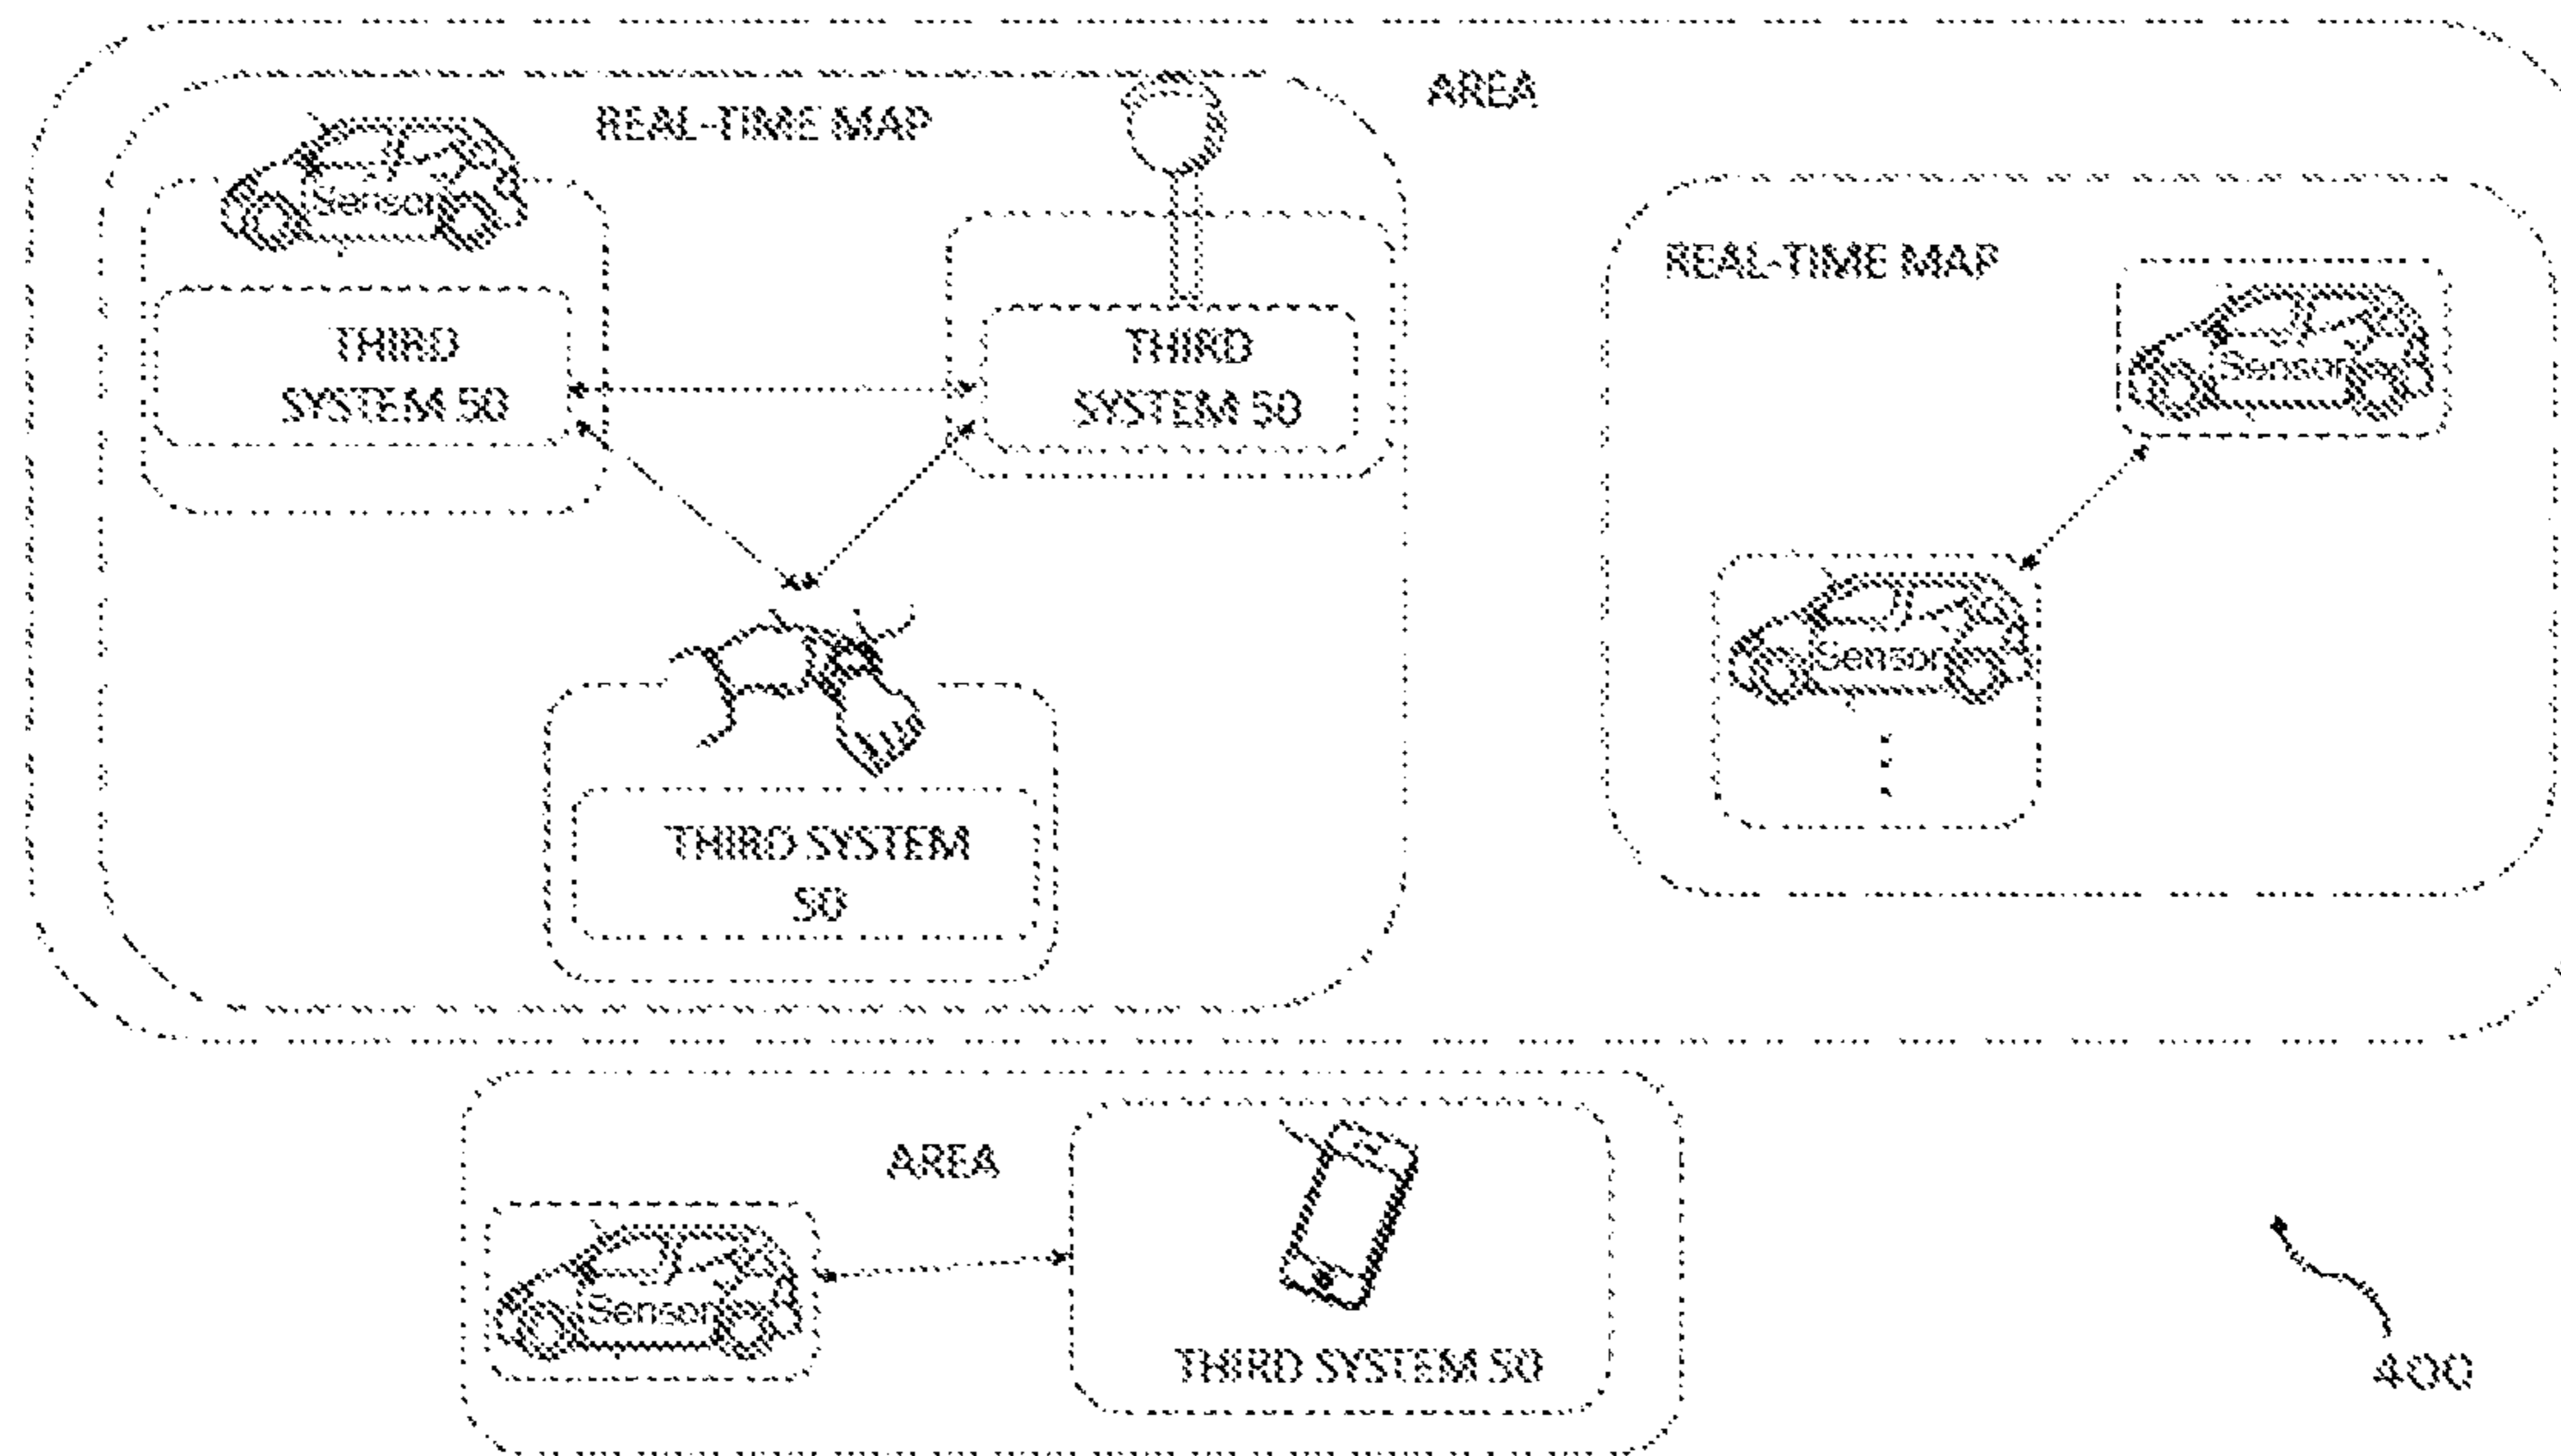 AREA
REAL-TIME MAP
Sensor
THIRD
SYSTEM 50
THIRD
SYSTEM 50
THIRD SYSTEM
50
REAL-TIME MAP
Sensor
Sensor
AREA
Sensor
THIRD SYSTEM 50
400